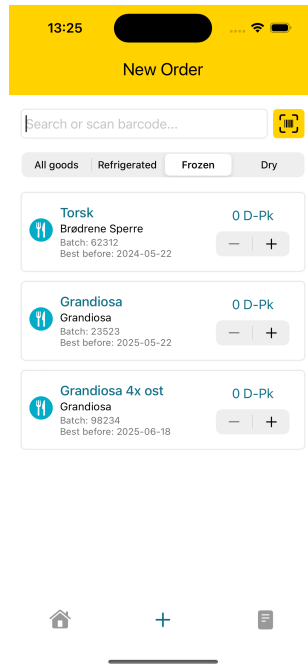 13:25
New Order
Search or scan barcode...
All goods Refrigerated Frozen Dry
Torsk 0 D-Pk
Brødrene Sperre
Batch: 62312
Best before: 2024-05-22
− +
Grandiosa 0 D-Pk
Grandiosa
Batch: 23523
Best before: 2025-05-22
− +
Grandiosa 4x ost 0 D-Pk
Grandiosa
Batch: 98234
Best before: 2025-06-18
− +
+